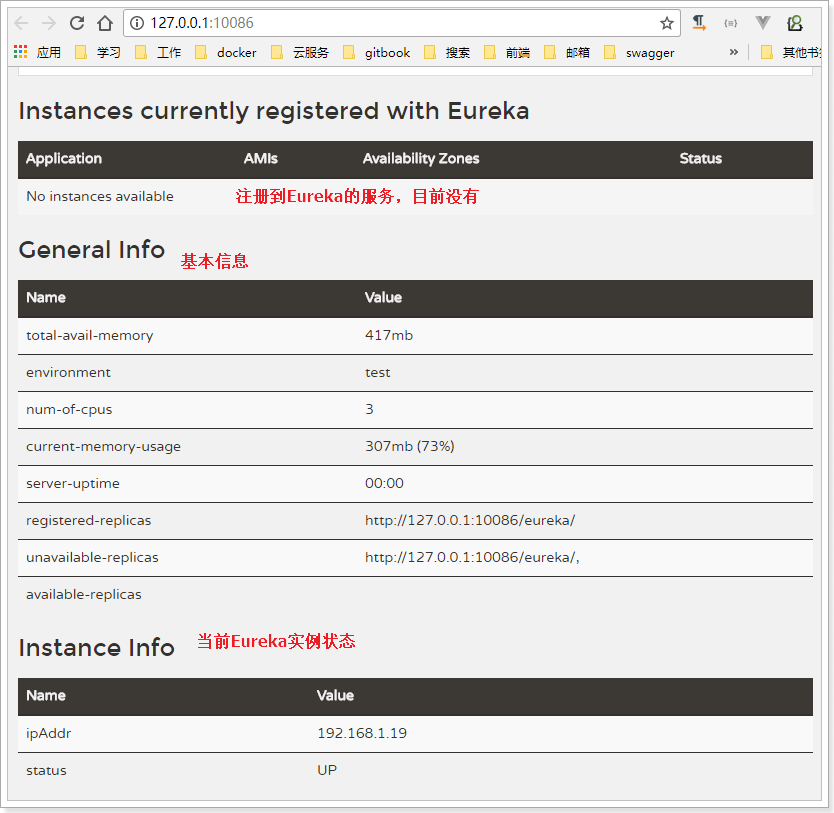 127.0.0.1:10086
应用 学习 工作 docker 云服务 gitbook 搜索 前端 邮箱 swagger » 其他书
Instances currently registered with Eureka
Application AMIs Availability Zones Status
No instances available 注册到Eureka的服务，目前没有
General Info 基本信息
Name Value
total-avail-memory 417mb
environment test
num-of-cpus 3
current-memory-usage 307mb (73%)
server-uptime 00:00
registered-replicas http://127.0.0.1:10086/eureka/
unavailable-replicas http://127.0.0.1:10086/eureka/,
available-replicas
Instance Info 当前Eureka实例状态
Name Value
ipAddr 192.168.1.19
status UP